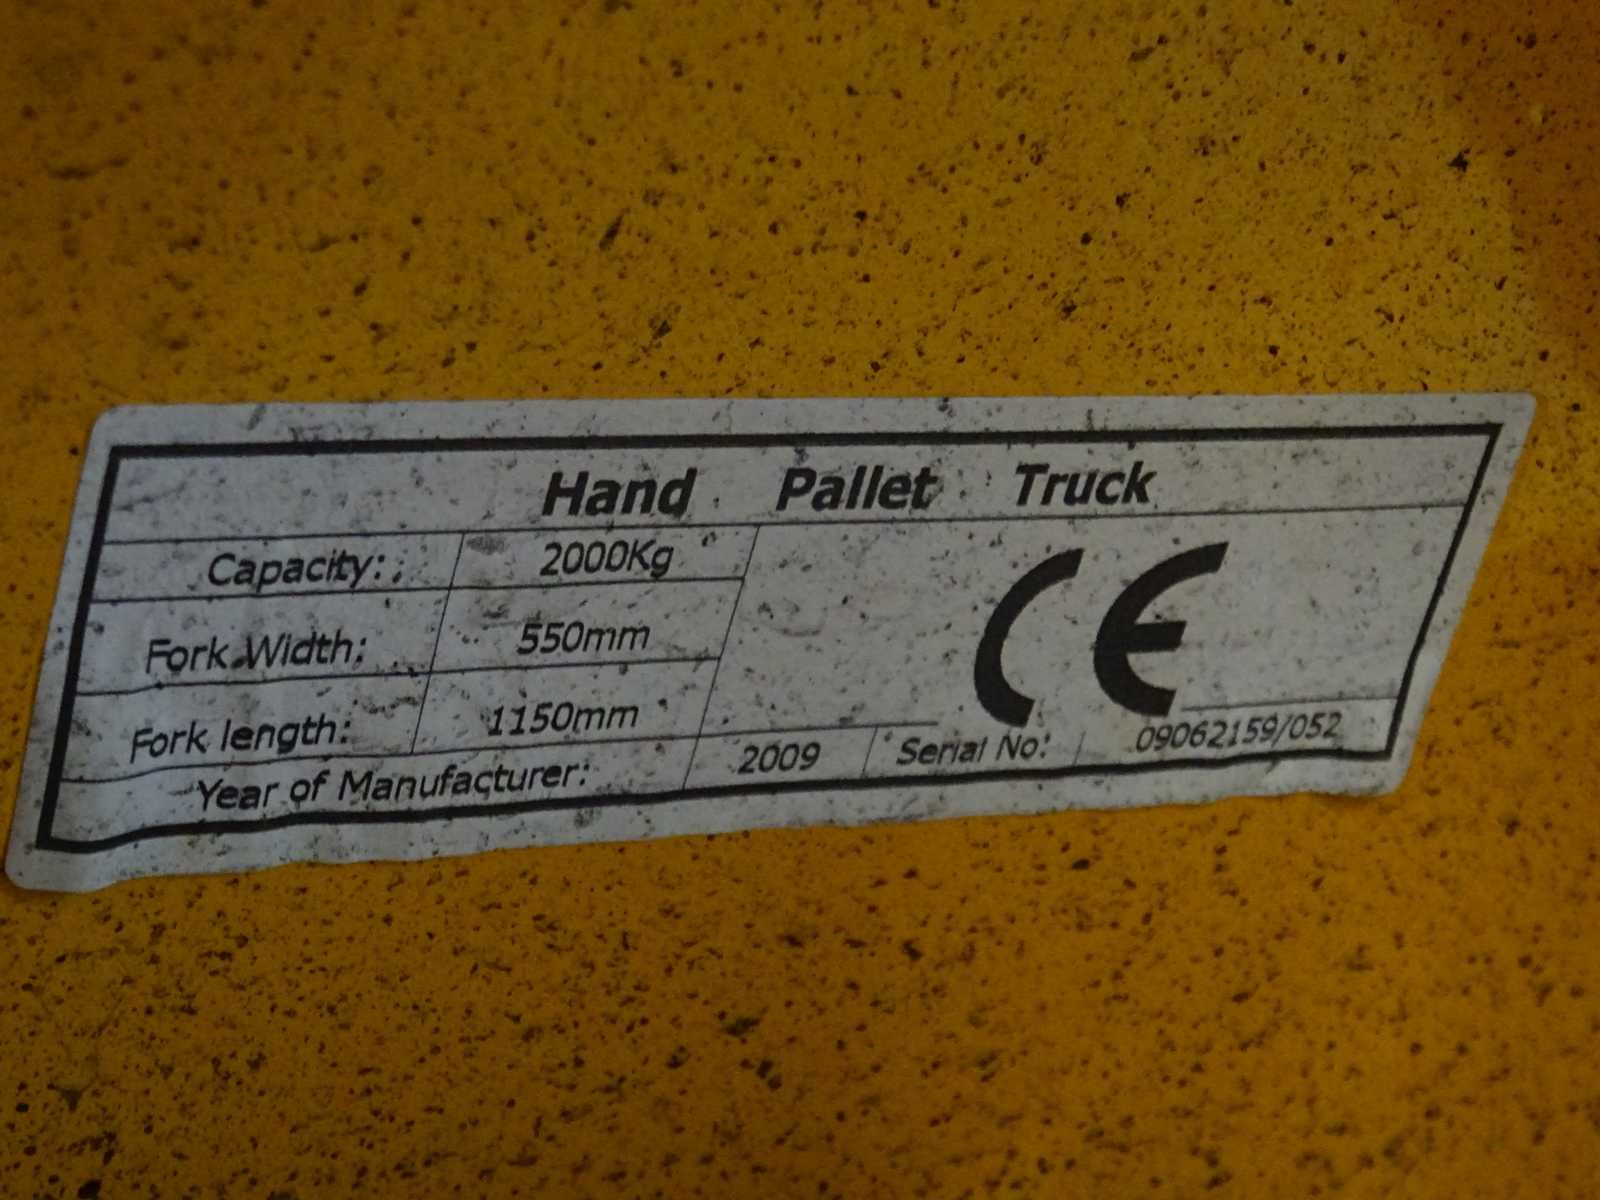 Hand Pallet Truck
Capacity: 2000Kg
Fork Width: 550mm
Fork length: 1150mm
CE
Year of Manufacturer: 2009 Serial No: 09062159/052